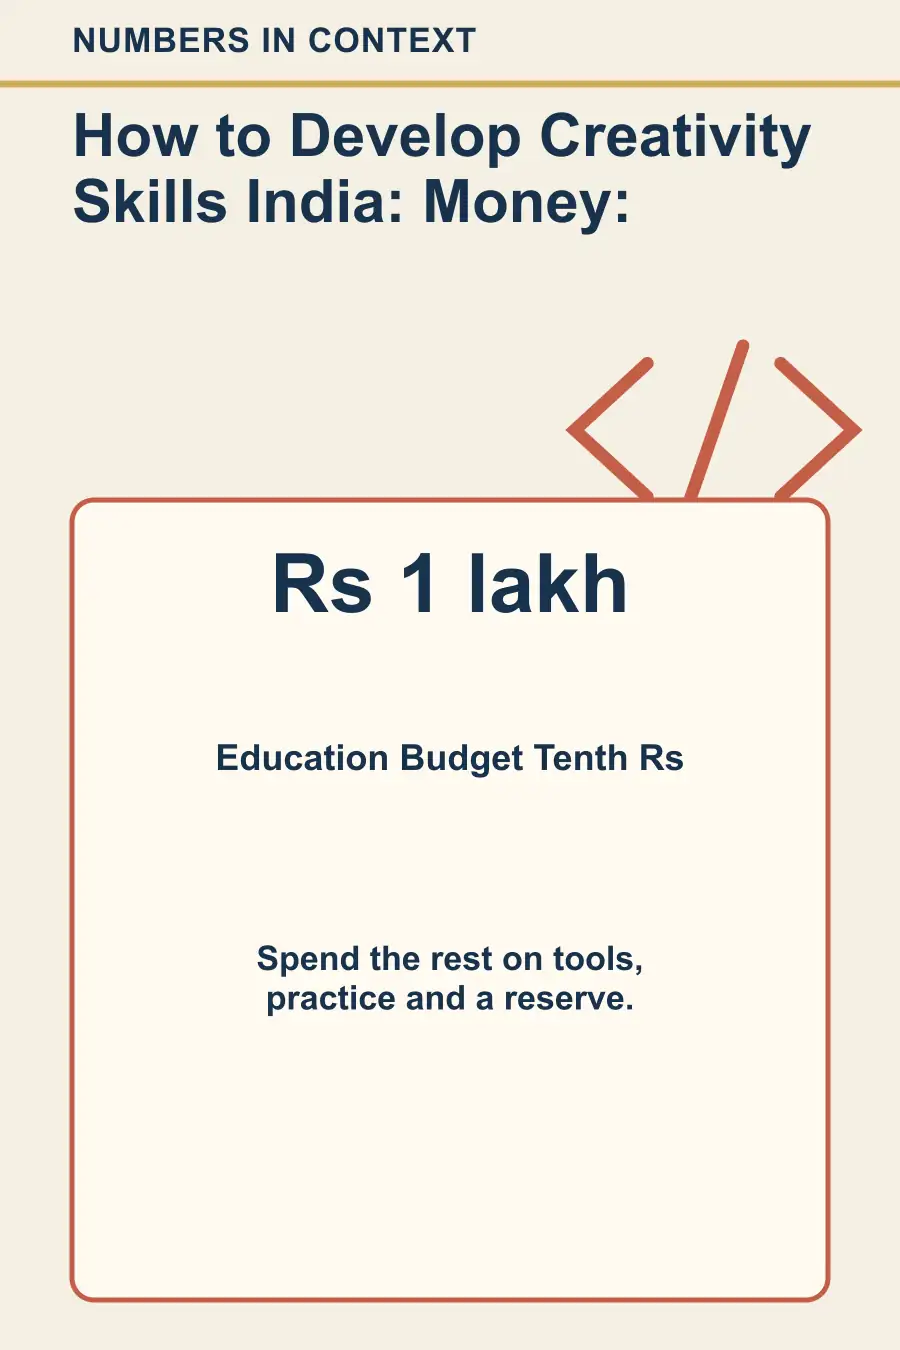 NUMBERS IN CONTEXT
How to Develop Creativity
Skills India: Money:
Rs 1 lakh
Education Budget Tenth Rs
Spend the rest on tools,
practice and a reserve.